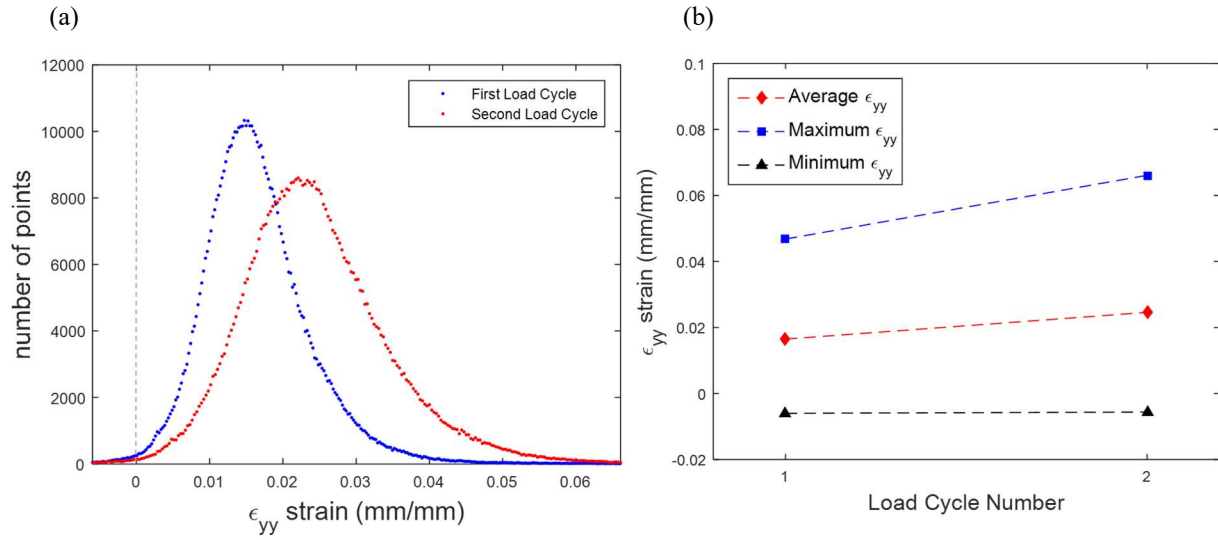 (a)
12000
10000
8000
6000
4000
2000
0
number of points
First Load Cycle
Second Load Cycle
0
0.01
0.02
0.03
0.04
0.05
0.06
ϵyy strain (mm/mm)
(b)
0.1
0.08
0.06
0.04
0.02
0
-0.02
ϵyy strain (mm/mm)
Average ϵyy
Maximum ϵyy
Minimum ϵyy
1
2
Load Cycle Number